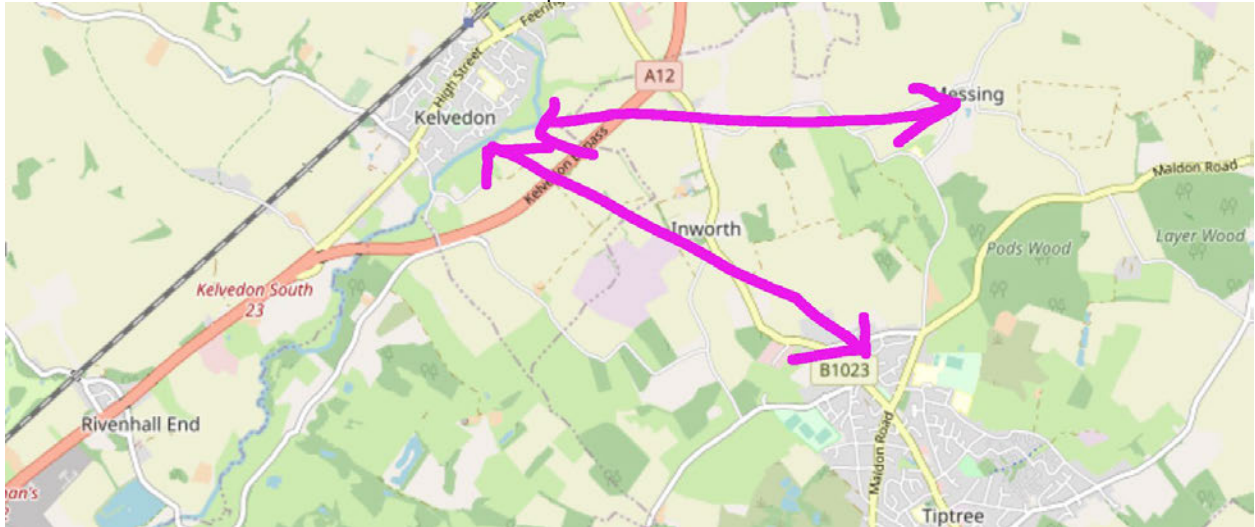 Feering
High Street
A12
Kelvedon
Messing
Kelvedon Bypass
Maldon Road
Inworth
Pods Wood
Layer Wood
Kelvedon South
23
B1023
Rivenhall End
Maldon Road
Tiptree